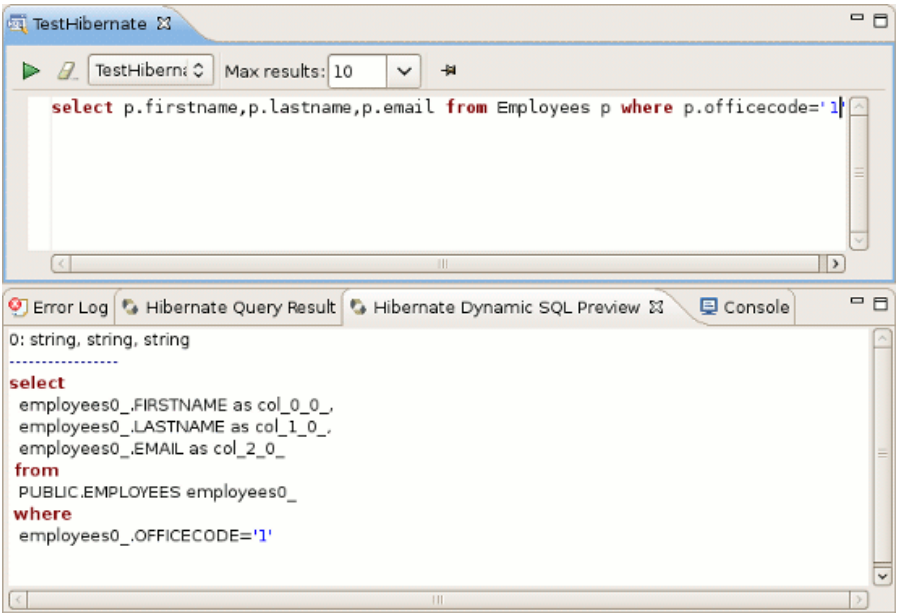 TestHibernate
TestHiberna Max results: 10
select p.firstname,p.lastname,p.email from Employees p where p.officecode='1'
Error Log Hibernate Query Result Hibernate Dynamic SQL Preview Console
0: string, string, string
-----------------
select
employees0_.FIRSTNAME as col_0_0_,
employees0_.LASTNAME as col_1_0_,
employees0_.EMAIL as col_2_0_
from
PUBLIC.EMPLOYEES employees0_
where
employees0_.OFFICECODE='1'